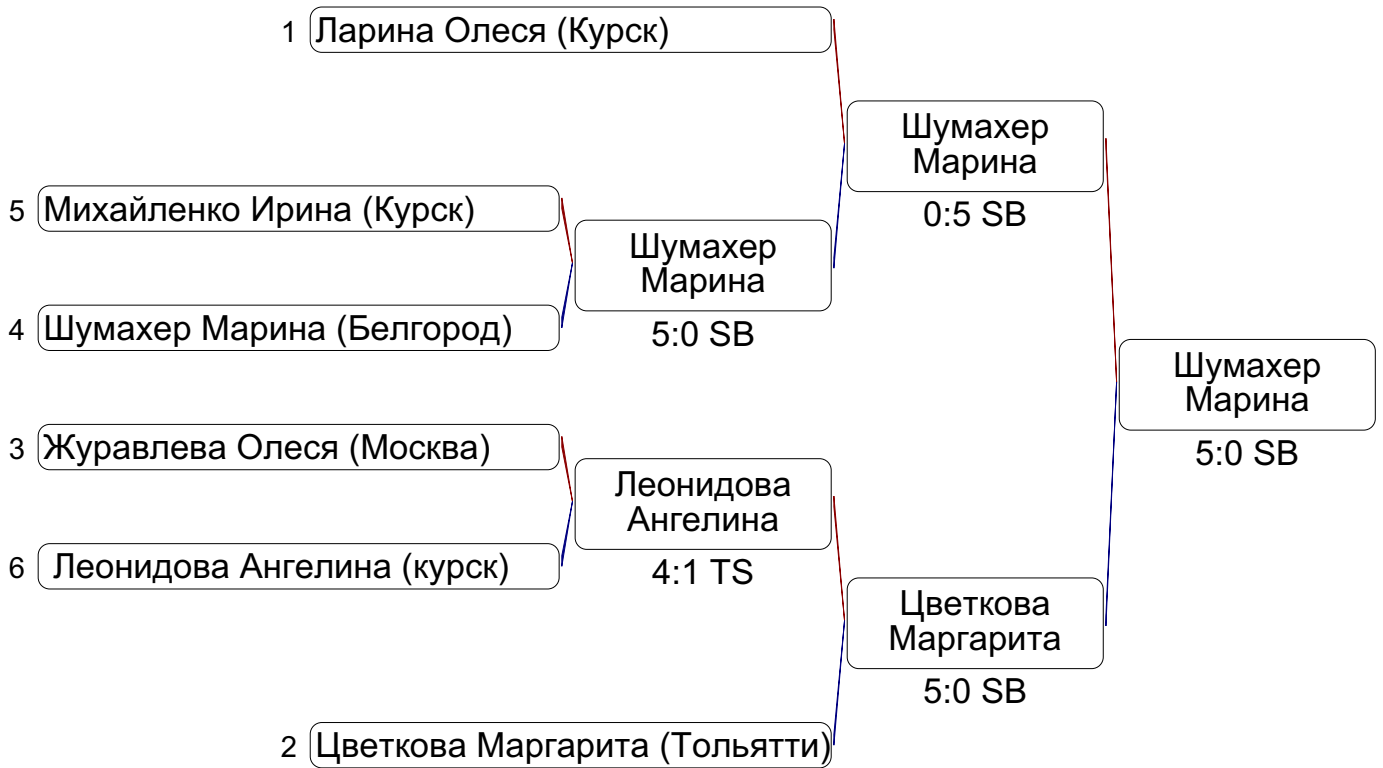 1 Ларина Олеся (Курск)
Шумахер
Марина
0:5 SB
5 Михайленко Ирина (Курск)
Шумахер
Марина
5:0 SB
4 Шумахер Марина (Белгород)
Шумахер
Марина
5:0 SB
3 Журавлева Олеся (Москва)
Леонидова
Ангелина
4:1 TS
6 Леонидова Ангелина (курск)
Цветкова
Маргарита
5:0 SB
2 Цветкова Маргарита (Тольятти)